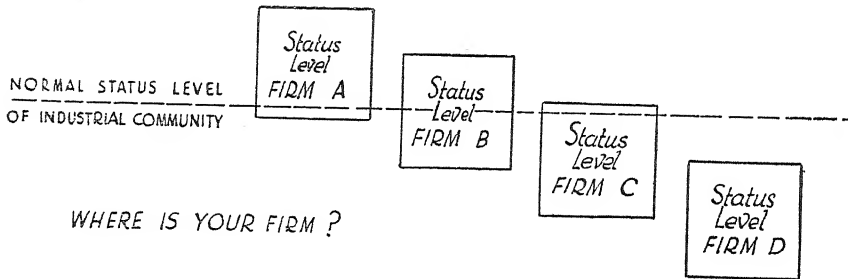 Status
Level
FIRM A
NORMAL STATUS LEVEL
OF INDUSTRIAL COMMUNITY
Status
Level
FIRM B
Status
Level
FIRM C
Status
Level
FIRM D
WHERE IS YOUR FIRM?